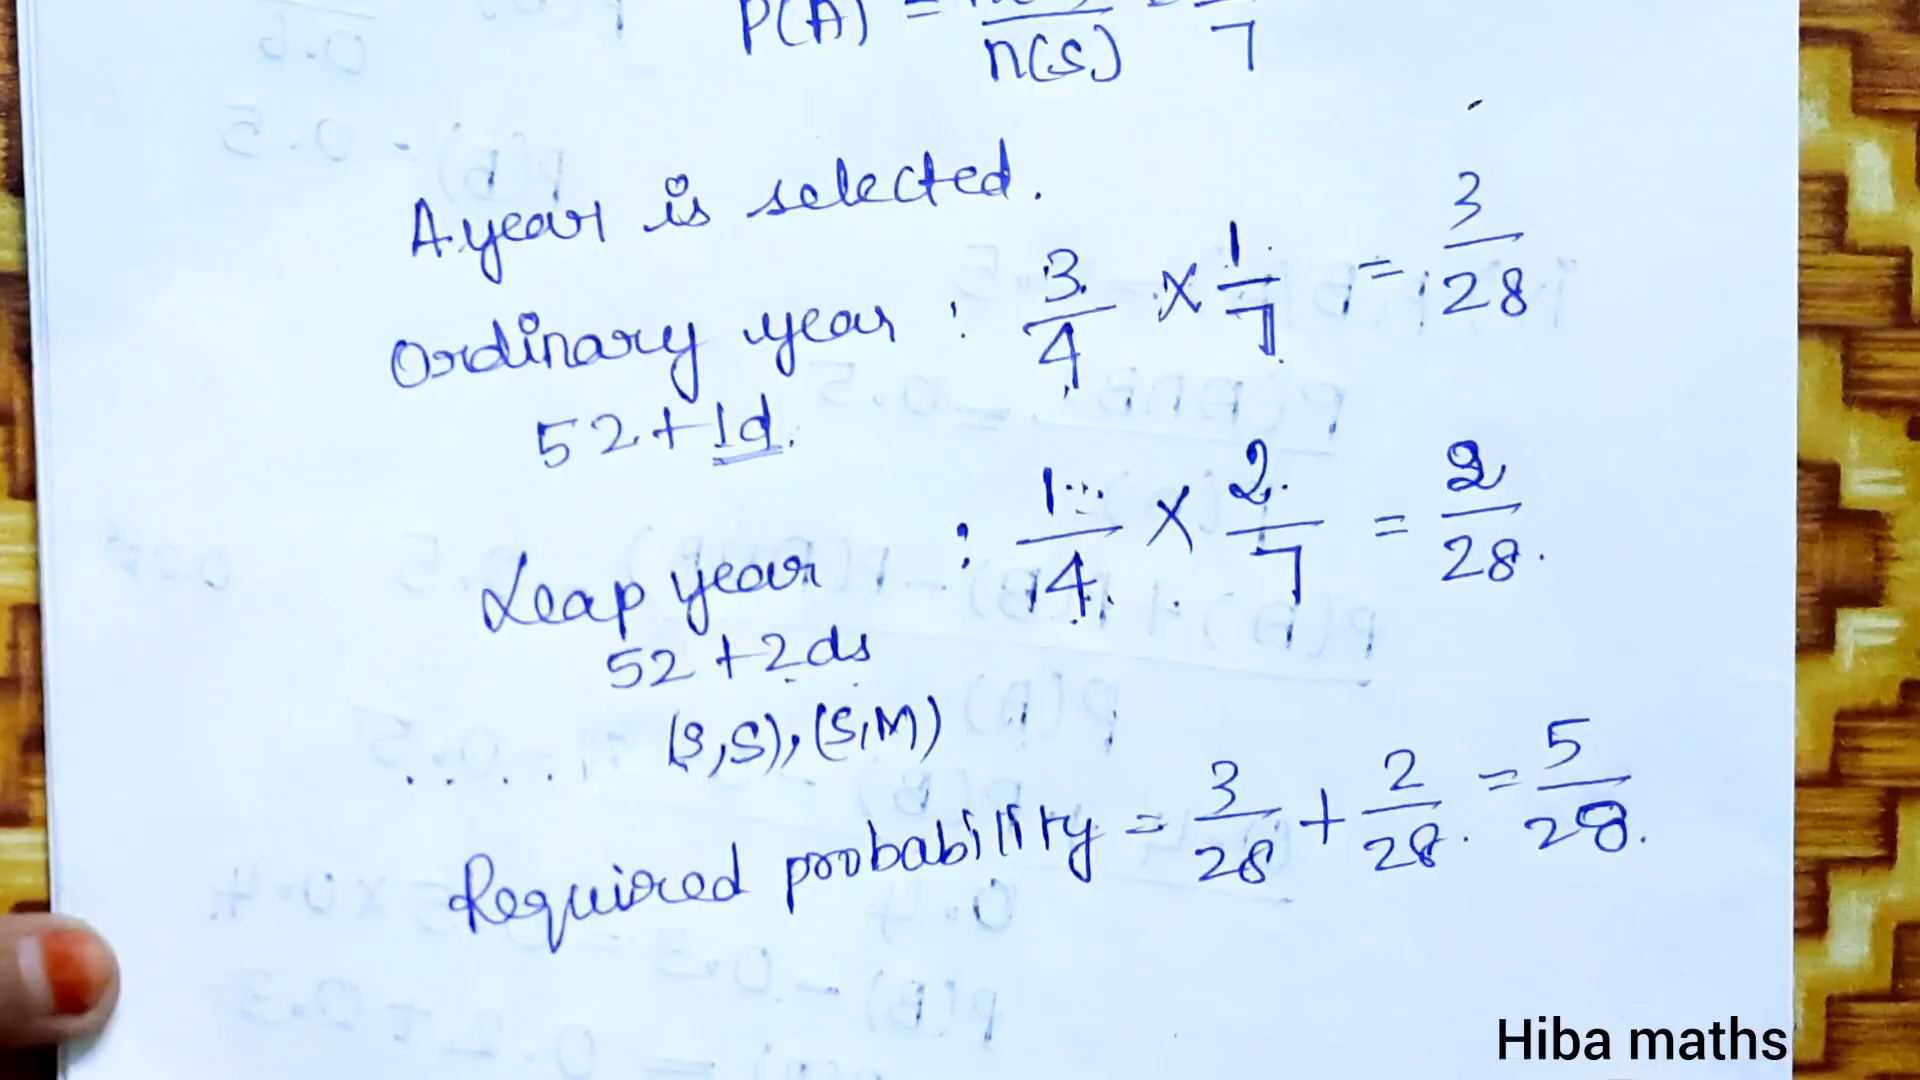 P(A) = n(S) 7
A year is selected.
Ordinary year : 3/4 × 1/7 = 3/28
52+1d.
Leap year : 1/4 × 2/7 = 2/28.
52+2ds
(S,S), (S,M)
Required probability = 3/28 + 2/28. = 5/28.
Hiba maths